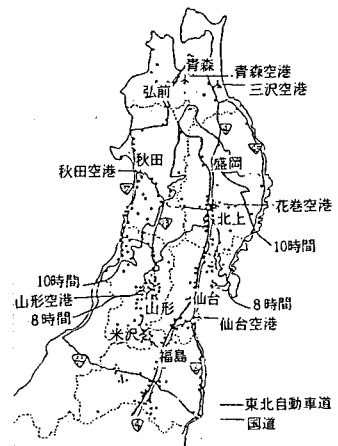 青森
青森空港
弘前
三沢空港
秋田
盛岡
秋田空港
花巻空港
北上
10時間
10時間
山形空港
仙台
8時間
8時間
山形
仙台空港
米沢
福島
東北自動車道
国道